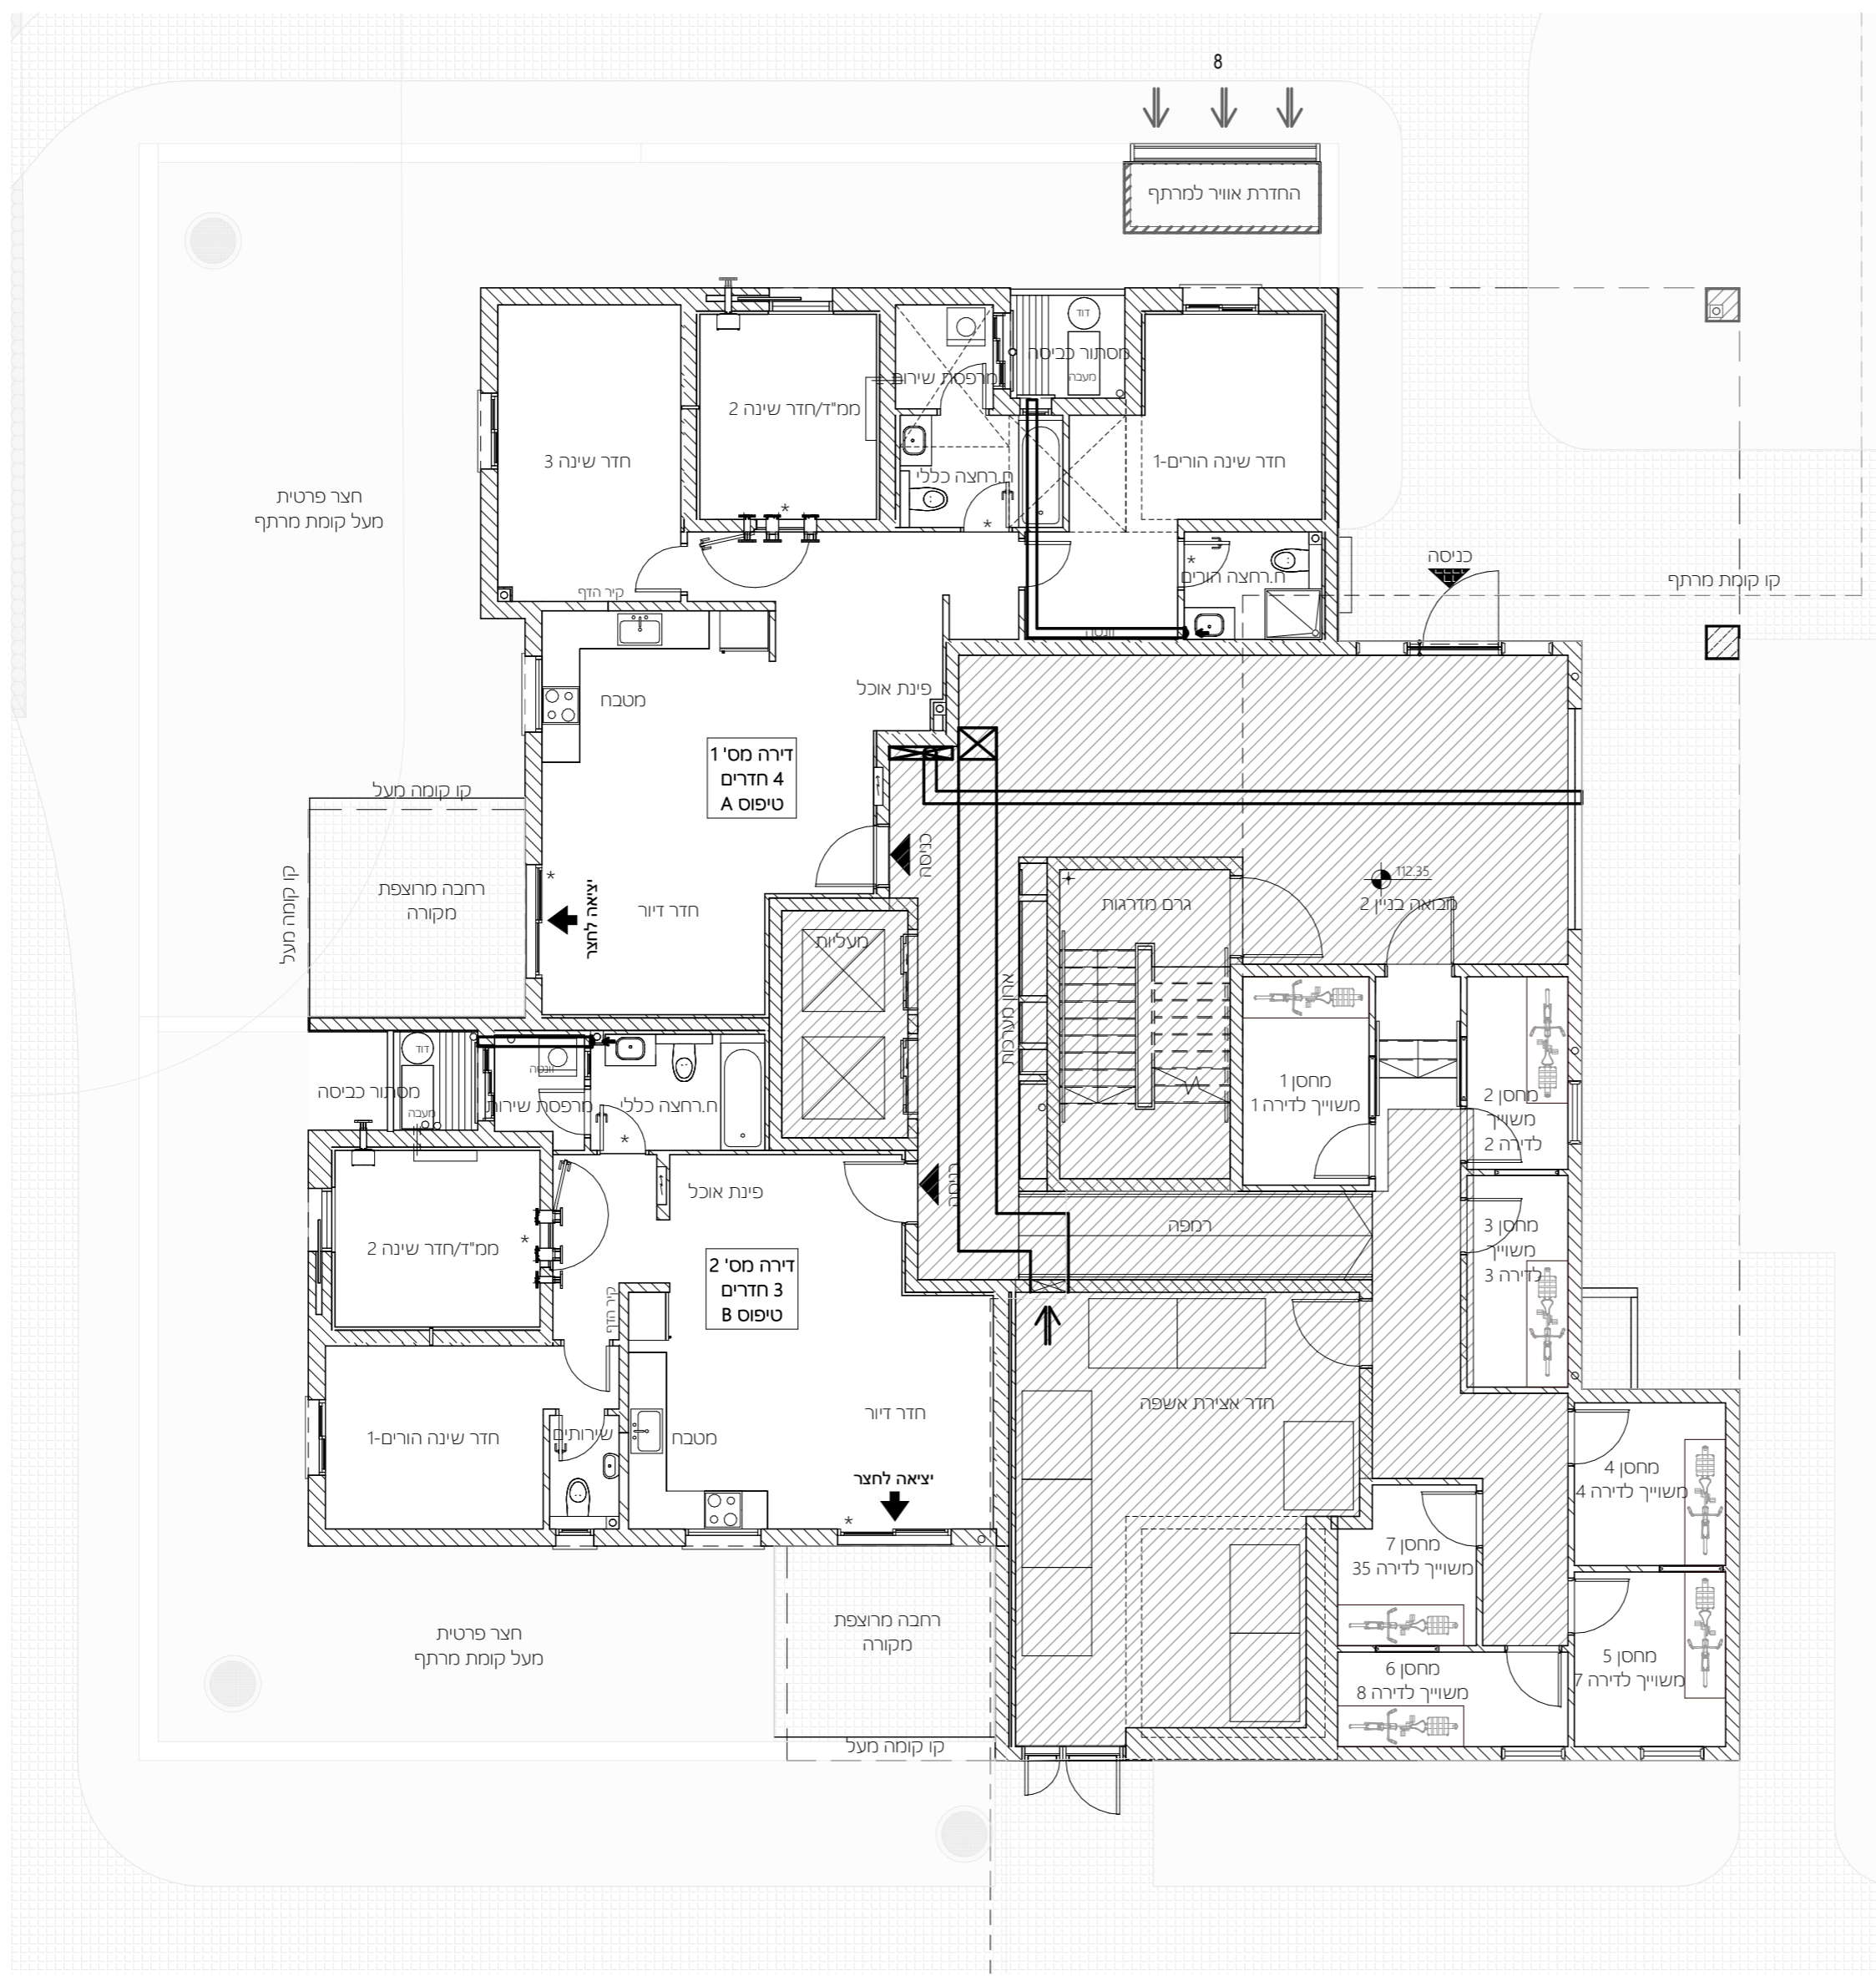 8
החדרת אוויר למרתף
דוד
מסתור כביסה
מעבה
מרפסת שירות
ממ"ד/חדר שינה 2
חדר שינה 3
חדר שינה הורים-1
ח.רחצה כללי
חצר פרטית
מעל קומת מרתף
כניסה
קו קומת מרתף
ח.רחצה הורים
קיר הדף
וונטה
פינת אוכל
מטבח
דירה מס' 1
4 חדרים
טיפוס A
קו קומה מעל
קו קומה מעל
כניסה
רחבה מרוצפת
מקורה
יציאה לחצר
חדר דיור
גרם מדרגות
112.35
מבואה בניין 2
מעליות
ארון מערכות
דוד
וונטה
מסתור כביסה
מעבה
מרפסת שירות
ח.רחצה כללי
מחסן 1
משוייך לדירה 1
מחסן 2
משוייך
לדירה 2
כניסה
פינת אוכל
רמפה
מחסן 3
משוייך
לדירה 3
ממ"ד/חדר שינה 2
דירה מס' 2
3 חדרים
טיפוס B
קיר הדף
חדר אצירת אשפה
חדר דיור
חדר שינה הורים-1
שירותים
מטבח
יציאה לחצר
מחסן 4
משוייך לדירה 4
מחסן 7
משוייך לדירה 35
רחבה מרוצפת
מקורה
חצר פרטית
מעל קומת מרתף
מחסן 5
משוייך לדירה 7
מחסן 6
משוייך לדירה 8
קו קומה מעל